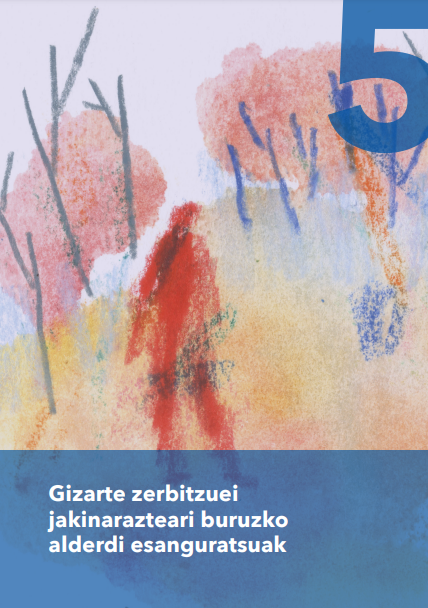 5
Gizarte zerbitzuei
jakinarazteari buruzko
alderdi esanguratsuak